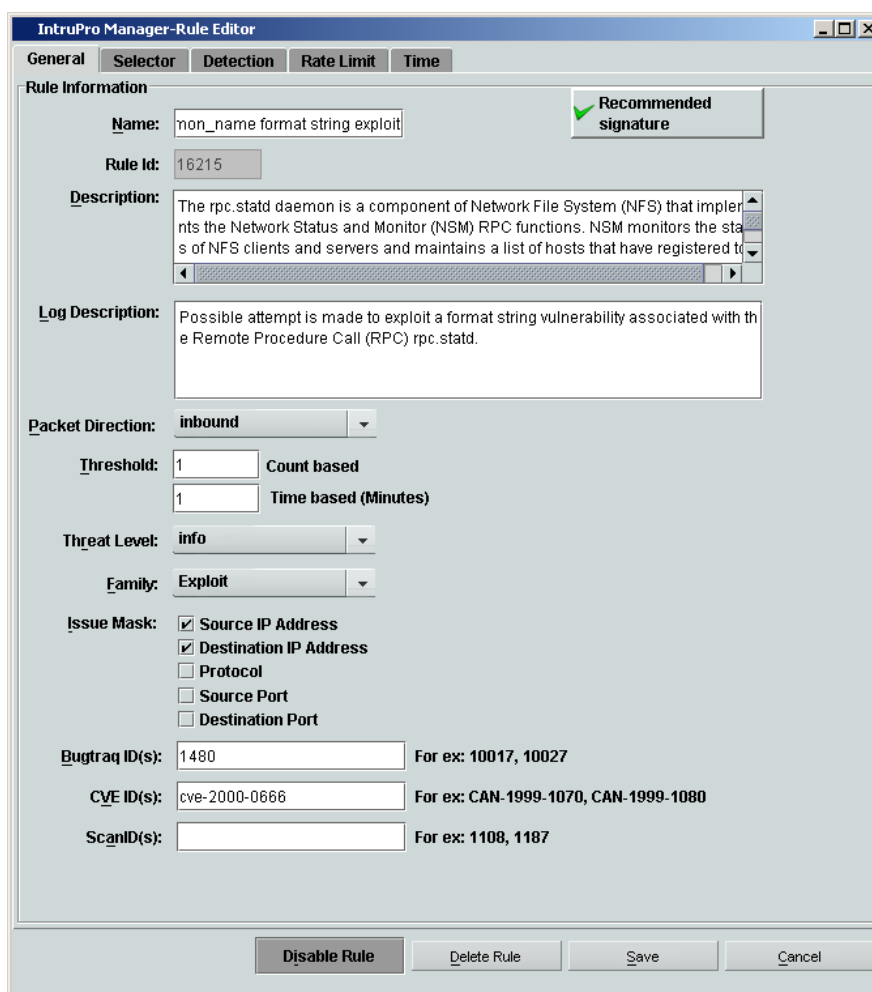 IntruPro Manager-Rule Editor
General Selector Detection Rate Limit Time
Rule Information
Name: format string exploit
Recommended signature
Rule Id: 16215
Description: The rpc.statd daemon is a component of Network File System (NFS) that impler
nts the Network Status and Monitor (NSM) RPC functions. NSM monitors the sta
s of NFS clients and servers and maintains a list of hosts that have registered to
Log Description: Possible attempt is made to exploit a format string vulnerability associated with th
e Remote Procedure Call (RPC) rpc.statd.
Packet Direction: inbound
Threshold: 1 Count based
1 Time based (Minutes)
Threat Level: info
Family: Exploit
Issue Mask: Source IP Address
Destination IP Address
Protocol
Source Port
Destination Port
Bugtraq ID(s): 1480 For ex: 10017, 10027
CVE ID(s): cve-2000-0666 For ex: CAN-1999-1070, CAN-1999-1080
ScanID(s): For ex: 1108, 1187
Disable Rule Delete Rule Save Cancel